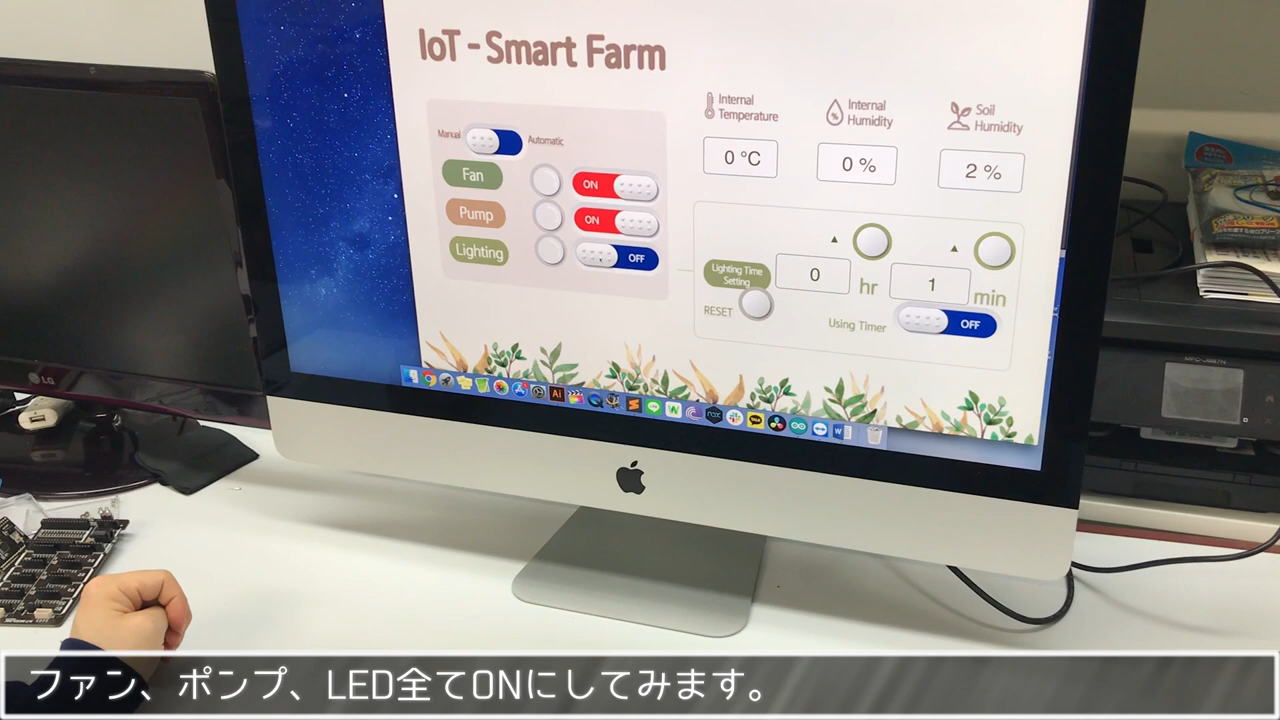 IoT - Smart Farm
Manual
Automatic
Fan
ON
Pump
ON
Lighting
OFF
Internal
Temperature
0 °C
Internal
Humidity
0 %
Soil
Humidity
2 %
Lighting Time
Setting
0
hr
1
min
RESET
Using Timer
OFF
LG
ファン、ポンプ、LED全てONにしてみます。